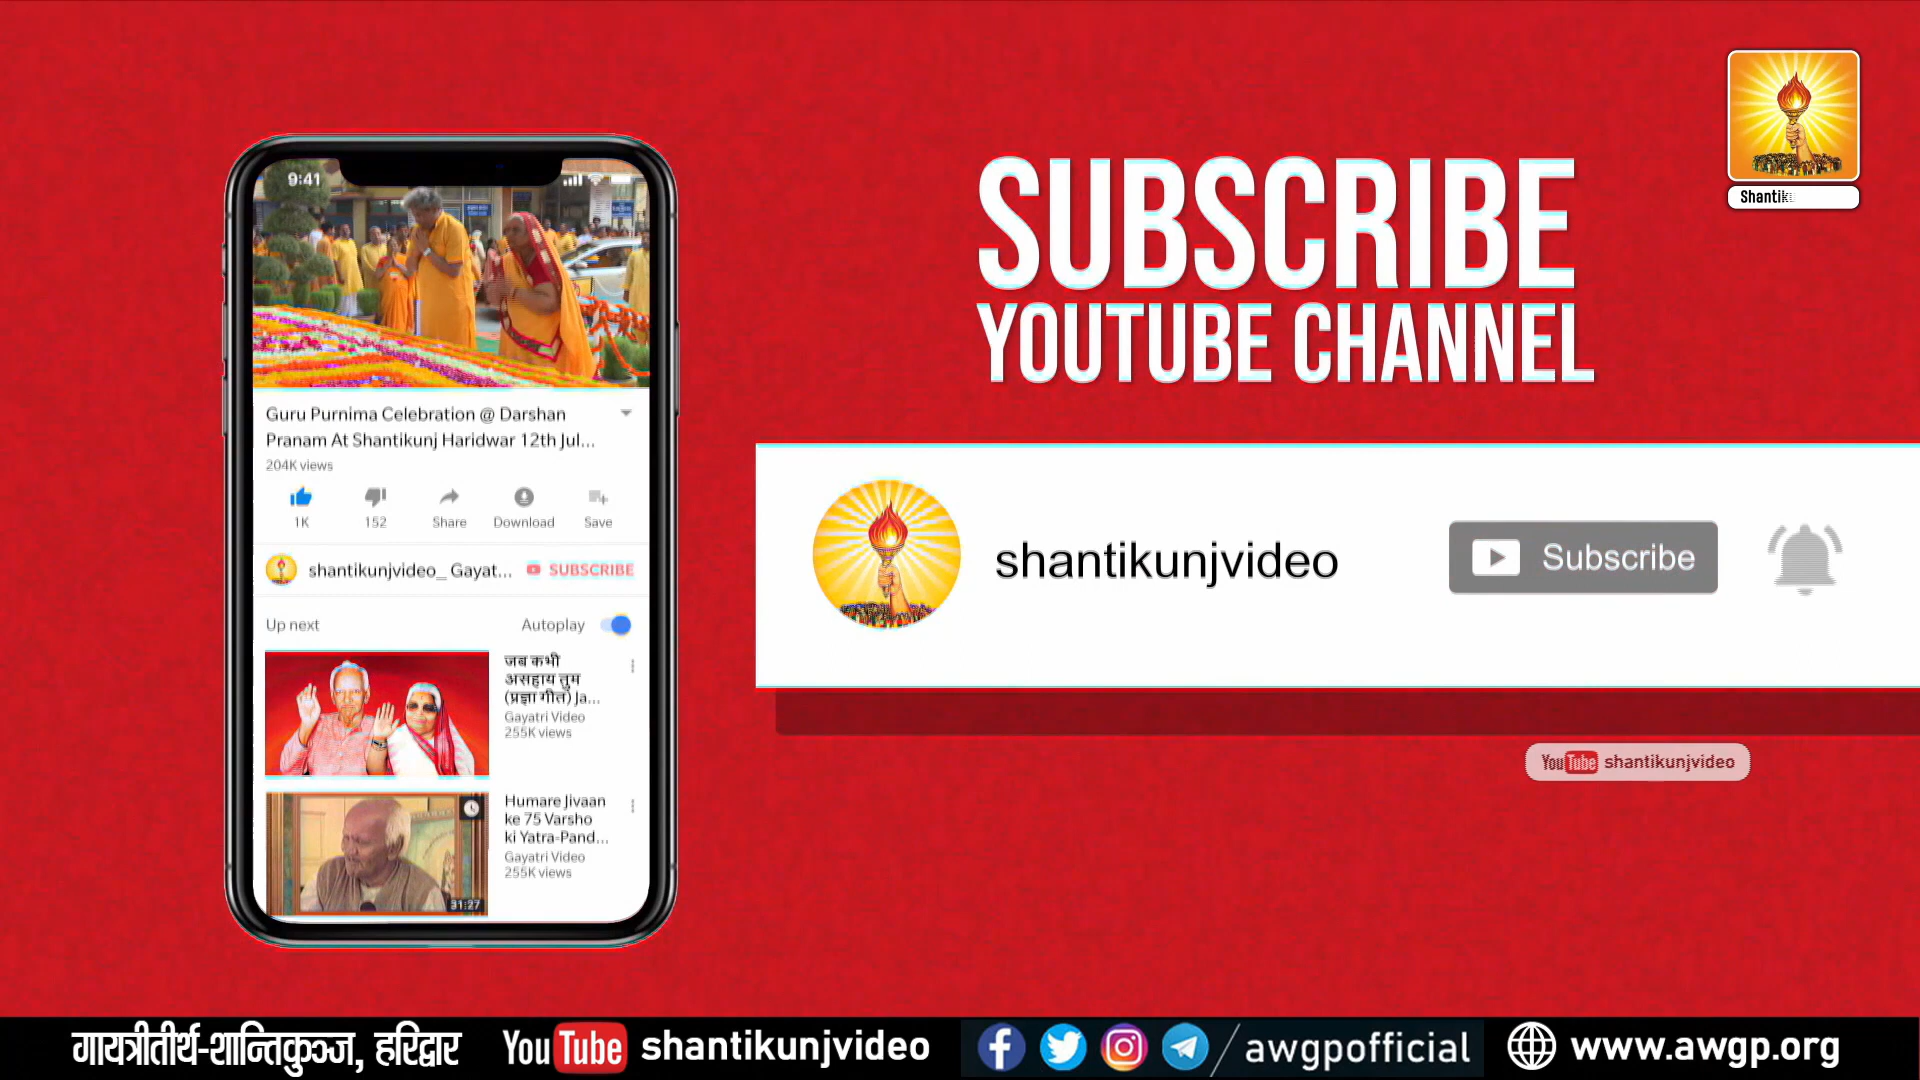 9:41
Guru Purnima Celebration @ Darshan
Pranam At Shantikunj Haridwar 12th Jul...
204K views
1K
152
Share
Download
Save
shantikunjvideo_ Gayat...
SUBSCRIBE
Up next
Autoplay
जब कभी
असहाय तुम
(प्रज्ञा गीत) Ja...
Gayatri Video
255K views
Humare Jivaan
ke 75 Varsho
ki Yatra-Pand...
Gayatri Video
255K views
31:27
SUBSCRIBE
YOUTUBE CHANNEL
Shantik
shantikunjvideo
Subscribe
YouTube shantikunjvideo
गायत्रीतीर्थ-शान्तिकुञ्ज, हरिद्वार
YouTube shantikunjvideo
/awgpofficial
www.awgp.org